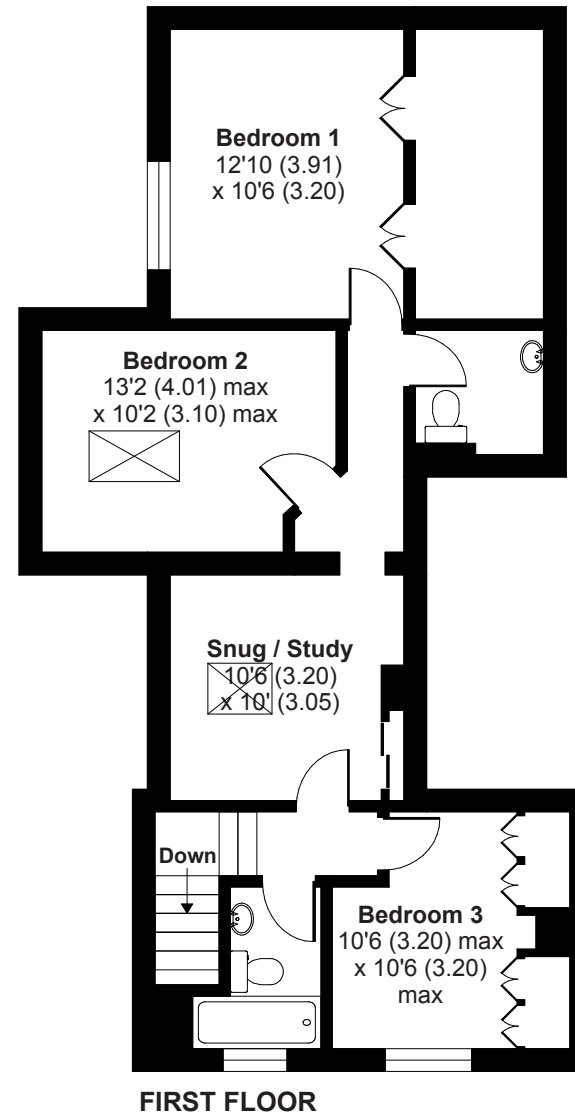 Bedroom 1
12'10 (3.91)
x 10'6 (3.20)
Bedroom 2
13'2 (4.01) max
x 10'2 (3.10) max
Snug / Study
10'6 (3.20)
x 10' (3.05)
Down
Bedroom 3
10'6 (3.20) max
x 10'6 (3.20)
max
FIRST FLOOR